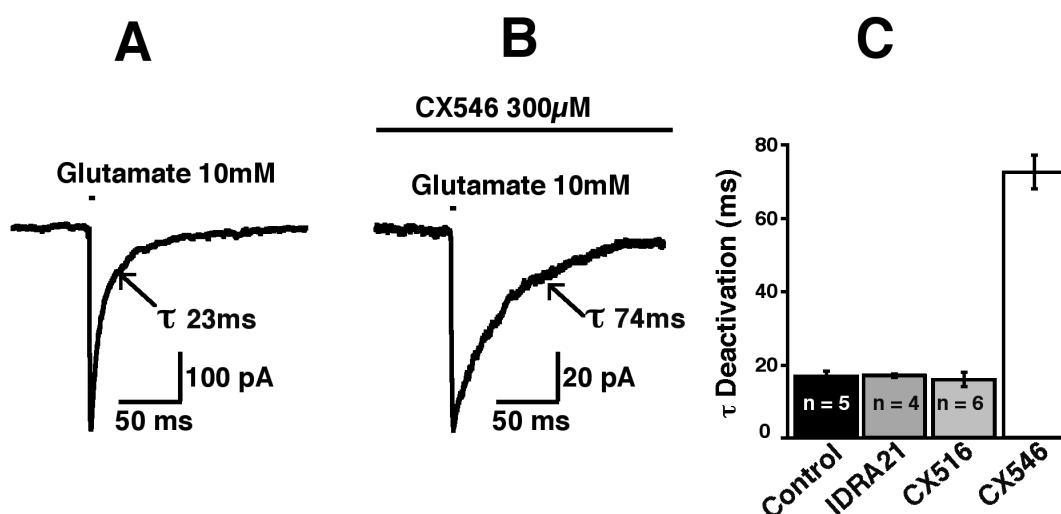 A
B
C
CX546 300µM
Glutamate 10mM
Glutamate 10mM
τ 23ms
τ 74ms
100 pA
50 ms
20 pA
50 ms
τ Deactivation (ms)
80
60
40
20
0
n = 5
n = 4
n = 6
Control
IDRA21
CX516
CX546